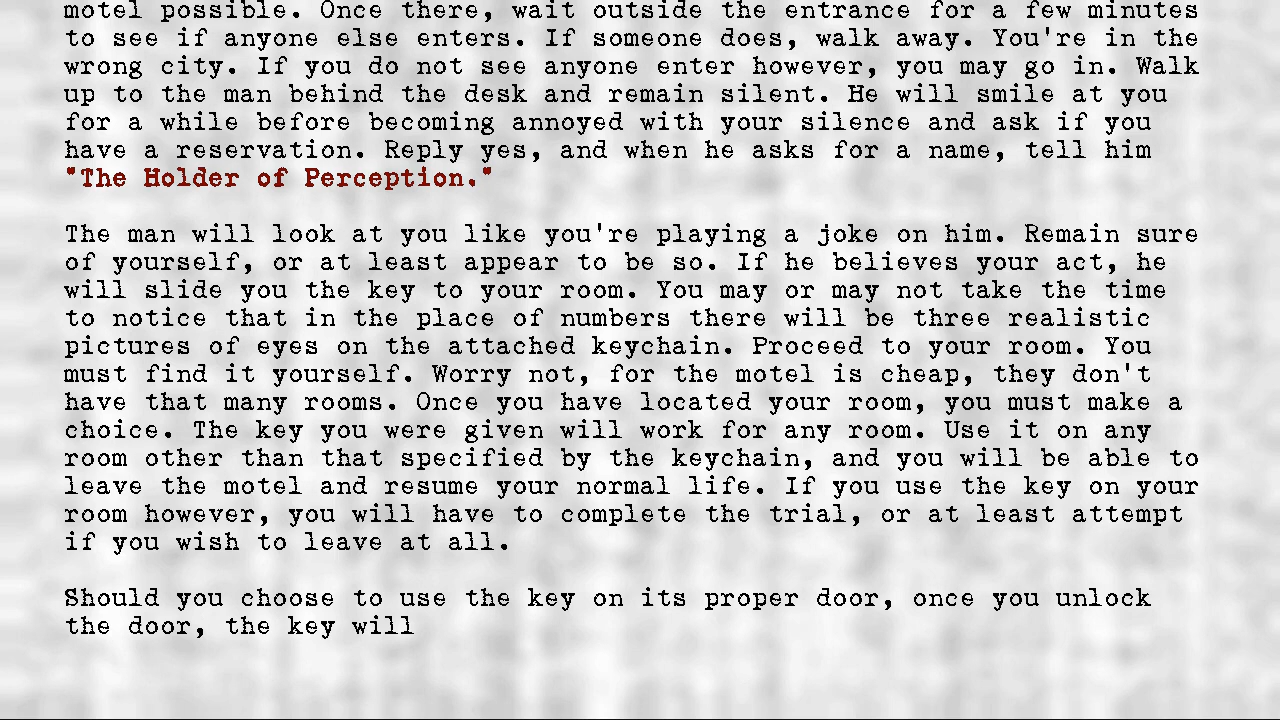 motel possible. Once there, wait outside the entrance for a few minutes
to see if anyone else enters. If someone does, walk away. You're in the
wrong city. If you do not see anyone enter however, you may go in. Walk
up to the man behind the desk and remain silent. He will smile at you
for a while before becoming annoyed with your silence and ask if you
have a reservation. Reply yes, and when he asks for a name, tell him
"The Holder of Perception."
The man will look at you like you're playing a joke on him. Remain sure
of yourself, or at least appear to be so. If he believes your act, he
will slide you the key to your room. You may or may not take the time
to notice that in the place of numbers there will be three realistic
pictures of eyes on the attached keychain. Proceed to your room. You
must find it yourself. Worry not, for the motel is cheap, they don't
have that many rooms. Once you have located your room, you must make a
choice. The key you were given will work for any room. Use it on any
room other than that specified by the keychain, and you will be able to
leave the motel and resume your normal life. If you use the key on your
room however, you will have to complete the trial, or at least attempt
if you wish to leave at all.
Should you choose to use the key on its proper door, once you unlock
the door, the key will